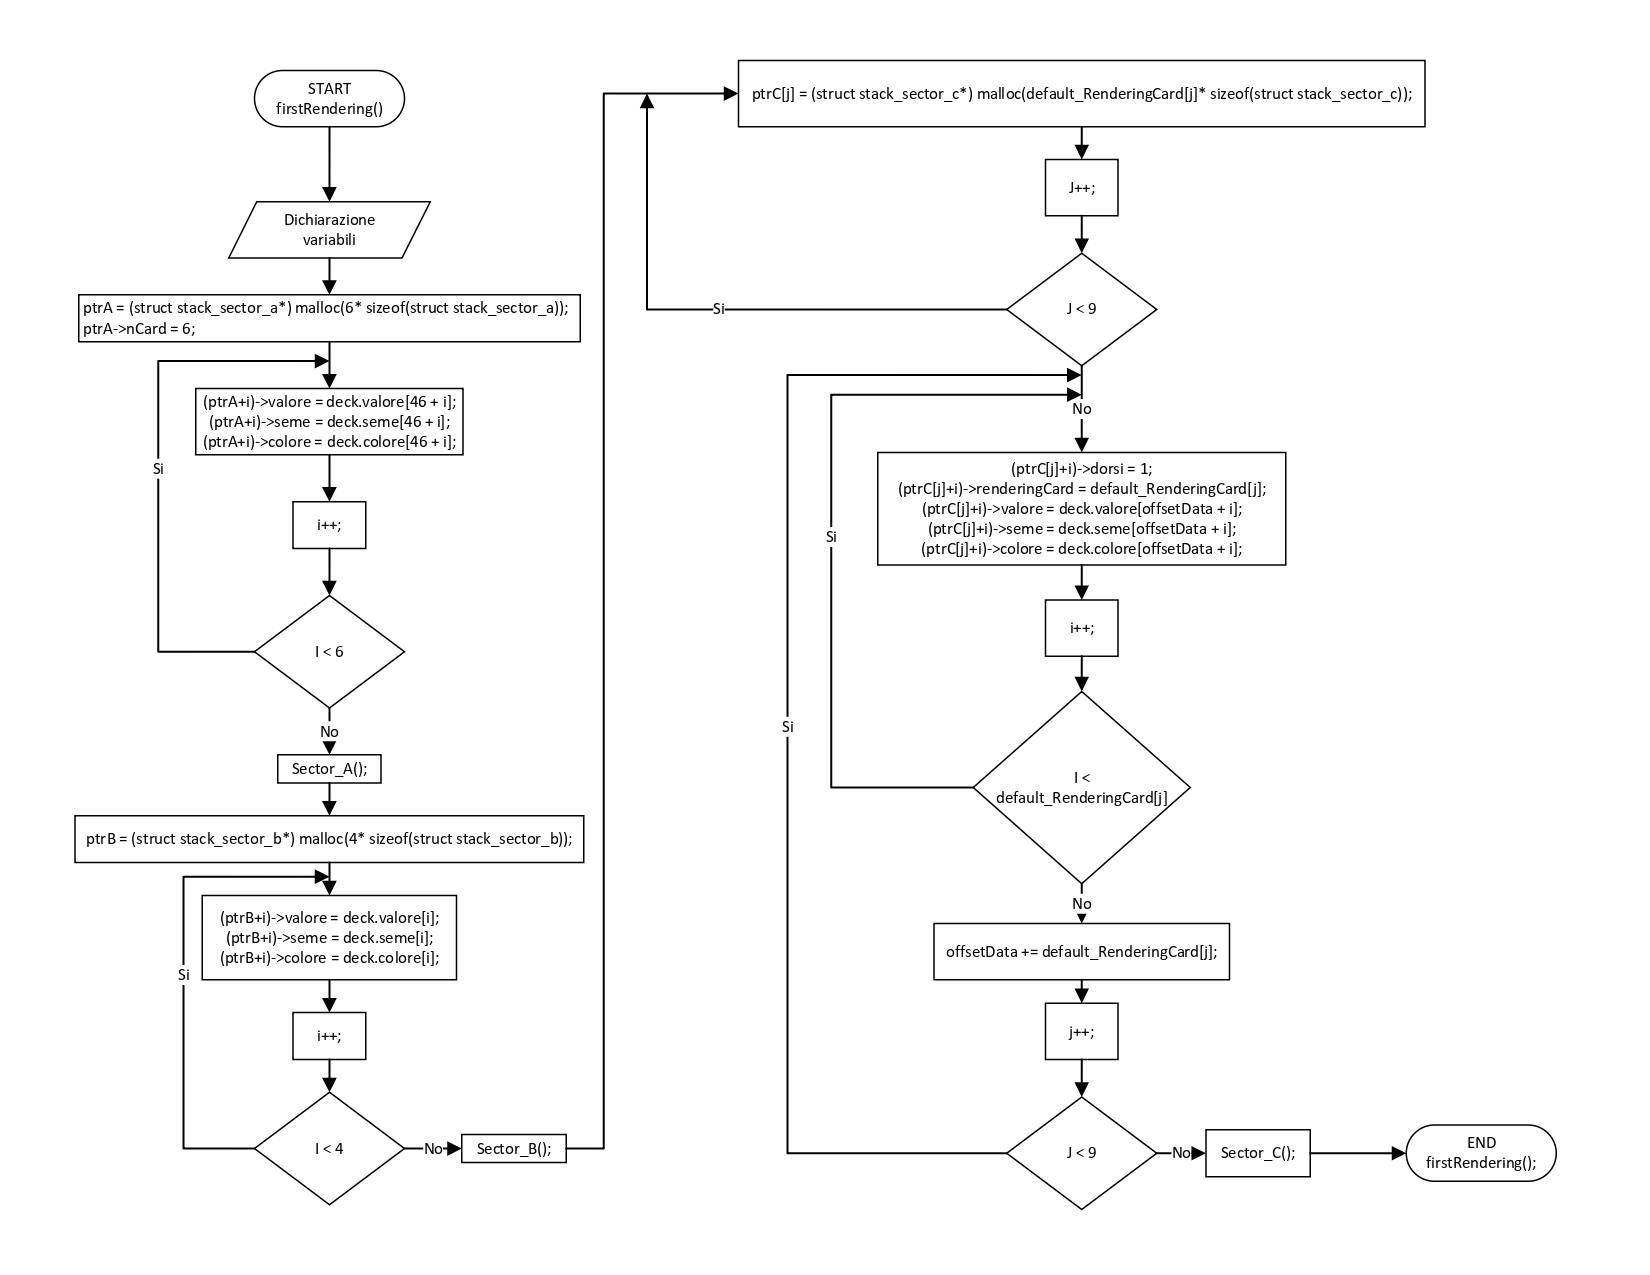 START
firstRendering()
Dichiarazione
variabili
ptrA = (struct stack_sector_a*) malloc(6* sizeof(struct stack_sector_a));
ptrA->nCard = 6;
(ptrA+i)->valore = deck.valore[46 + i];
(ptrA+i)->seme = deck.seme[46 + i];
(ptrA+i)->colore = deck.colore[46 + i];
Si
i++;
I < 6
No
Sector_A();
ptrB = (struct stack_sector_b*) malloc(4* sizeof(struct stack_sector_b));
(ptrB+i)->valore = deck.valore[i];
(ptrB+i)->seme = deck.seme[i];
(ptrB+i)->colore = deck.colore[i];
Si
i++;
I < 4
No
Sector_B();
ptrC[j] = (struct stack_sector_c*) malloc(default_RenderingCard[j]* sizeof(struct stack_sector_c));
J++;
J < 9
Si
No
(ptrC[j]+i)->dorsi = 1;
(ptrC[j]+i)->renderingCard = default_RenderingCard[j];
(ptrC[j]+i)->valore = deck.valore[offsetData + i];
(ptrC[j]+i)->seme = deck.seme[offsetData + i];
(ptrC[j]+i)->colore = deck.colore[offsetData + i];
Si
i++;
I <
default_RenderingCard[j]
Si
No
offsetData += default_RenderingCard[j];
j++;
J < 9
No
Sector_C();
END
firstRendering();